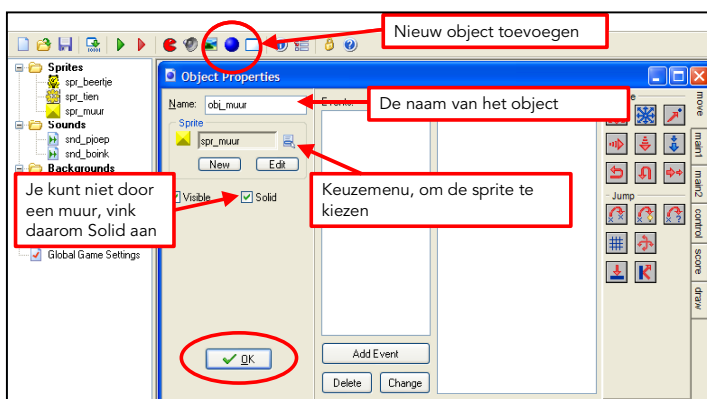 Nieuw object toevoegen
Sprites
spr_beertje
spr_tien
spr_muur
Sounds
snd_pjoep
snd_boink
Backgrounds
Global Game Settings
Object Properties
Name:
obj_muur
De naam van het object
Sprite
spr_muur
New
Edit
Keuzemenu, om de sprite te
kiezen
Je kunt niet door
een muur, vink
daarom Solid aan
Visible
Solid
OK
Add Event
Delete
Change
Jump
move
main1
main2
control
score
draw